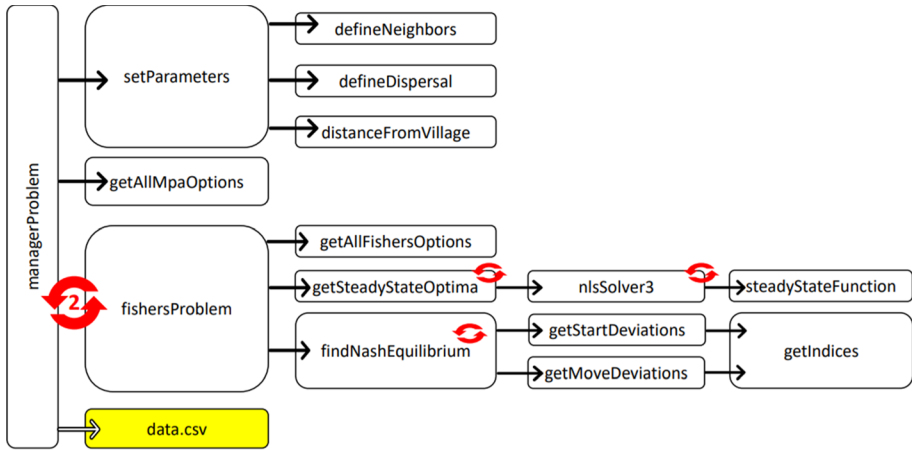 managerProblem
setParameters
defineNeighbors
defineDispersal
distanceFromVillage
getAllMpaOptions
2
fishersProblem
getAllFishersOptions
getSteadyStateOptima
nlsSolver3
steadyStateFunction
findNashEquilibrium
getStartDeviations
getMoveDeviations
getIndices
data.csv